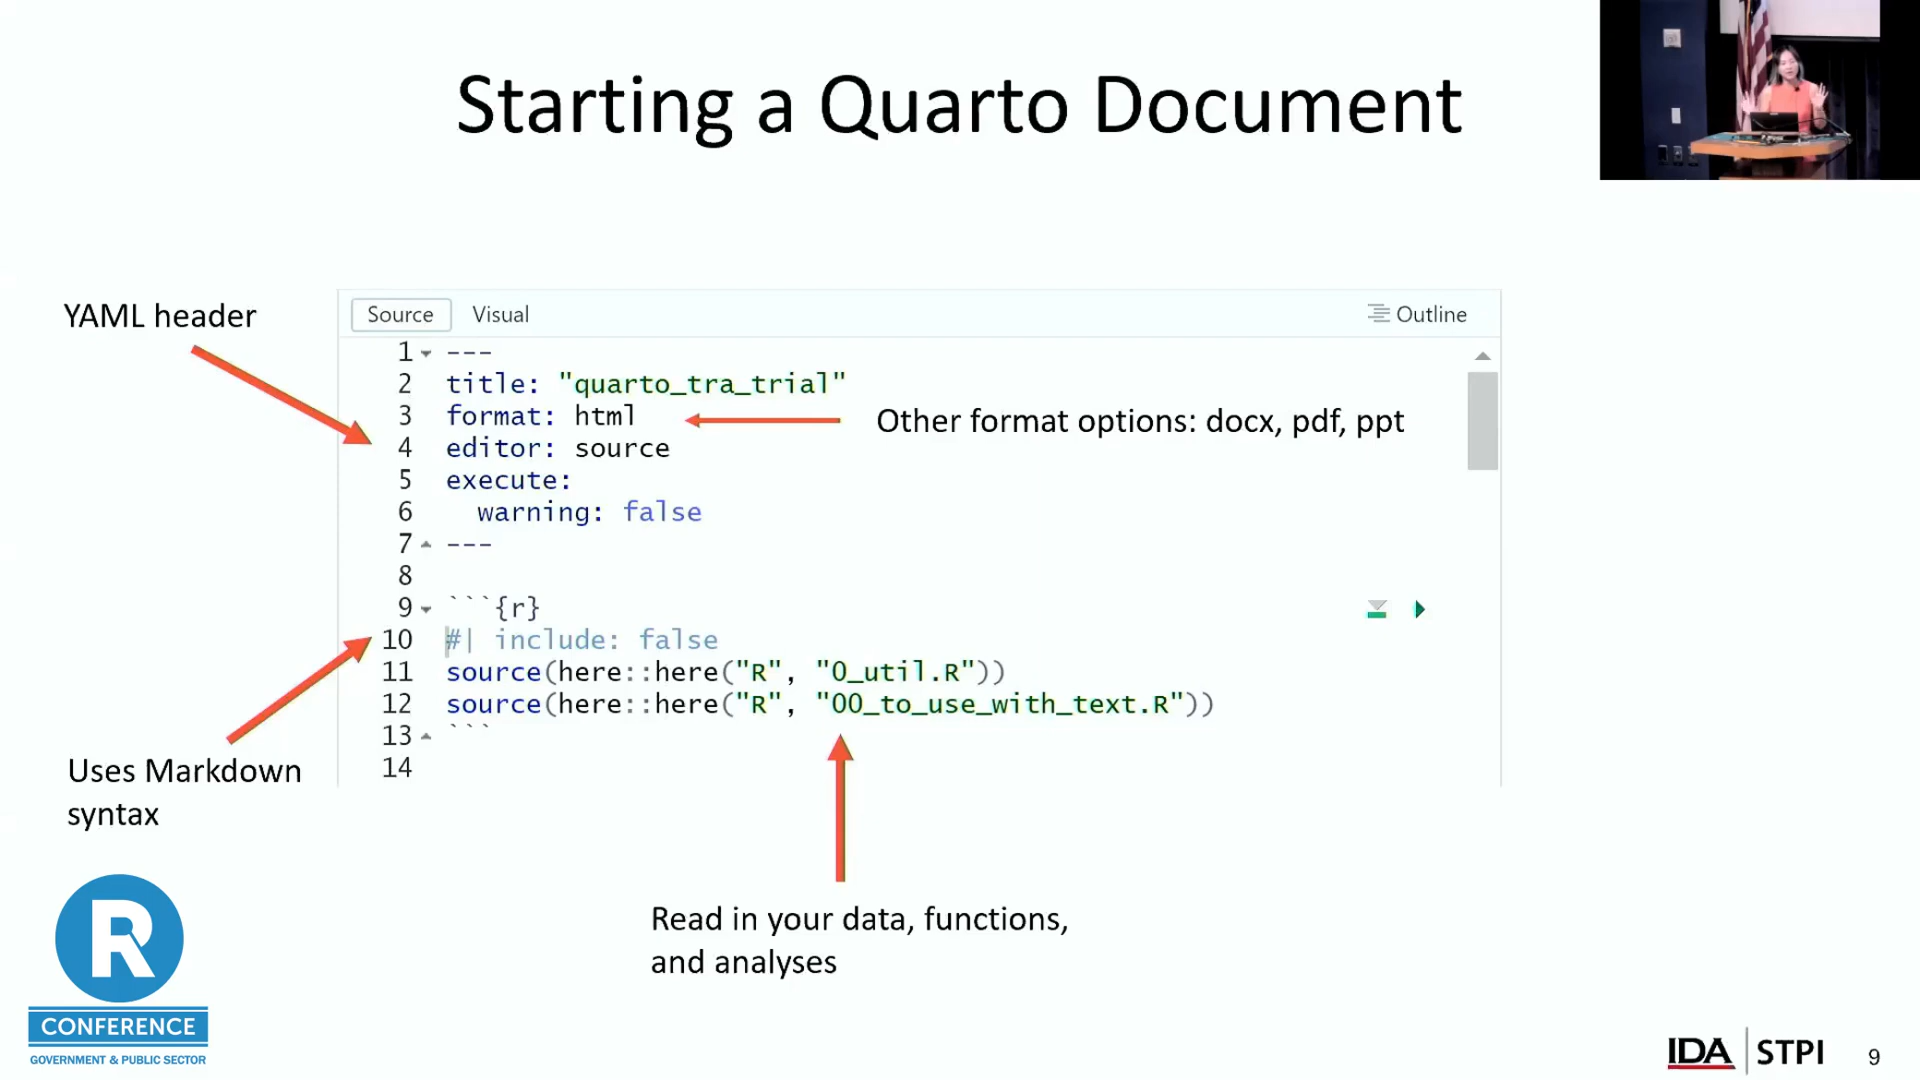 Starting a Quarto Document
YAML header
Source Visual Outline
1 ---
2 title: "quarto_tra_trial"
3 format: html
Other format options: docx, pdf, ppt
4 editor: source
5 execute:
6 warning: false
7 ---
8
9 ```{r}
10 #| include: false
11 source(here::here("R", "0_util.R"))
12 source(here::here("R", "00_to_use_with_text.R"))
13 ```
14
Uses Markdown
syntax
Read in your data, functions,
and analyses
R
CONFERENCE
GOVERNMENT & PUBLIC SECTOR
IDA | STPI
9